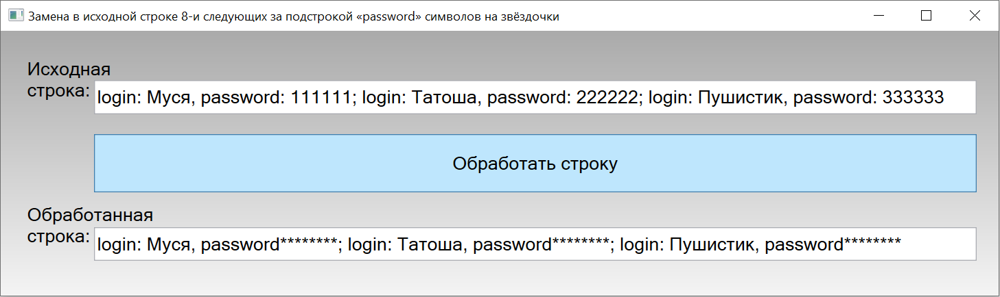 Замена в исходной строке 8-и следующих за подстрокой «password» символов на звёздочки
Исходная
строка:
login: Муся, password: 111111; login: Татоша, password: 222222; login: Пушистик, password: 333333
Обработать строку
Обработанная
строка:
login: Муся, password********; login: Татоша, password********; login: Пушистик, password********